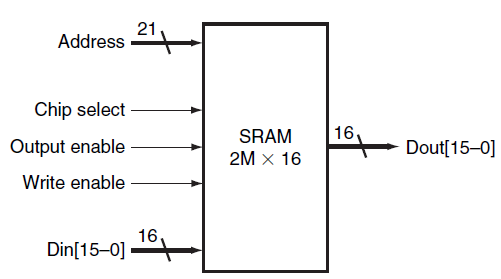 21
Address
Chip select
Output enable
Write enable
16
Din[15–0]
SRAM
2M × 16
16
Dout[15–0]